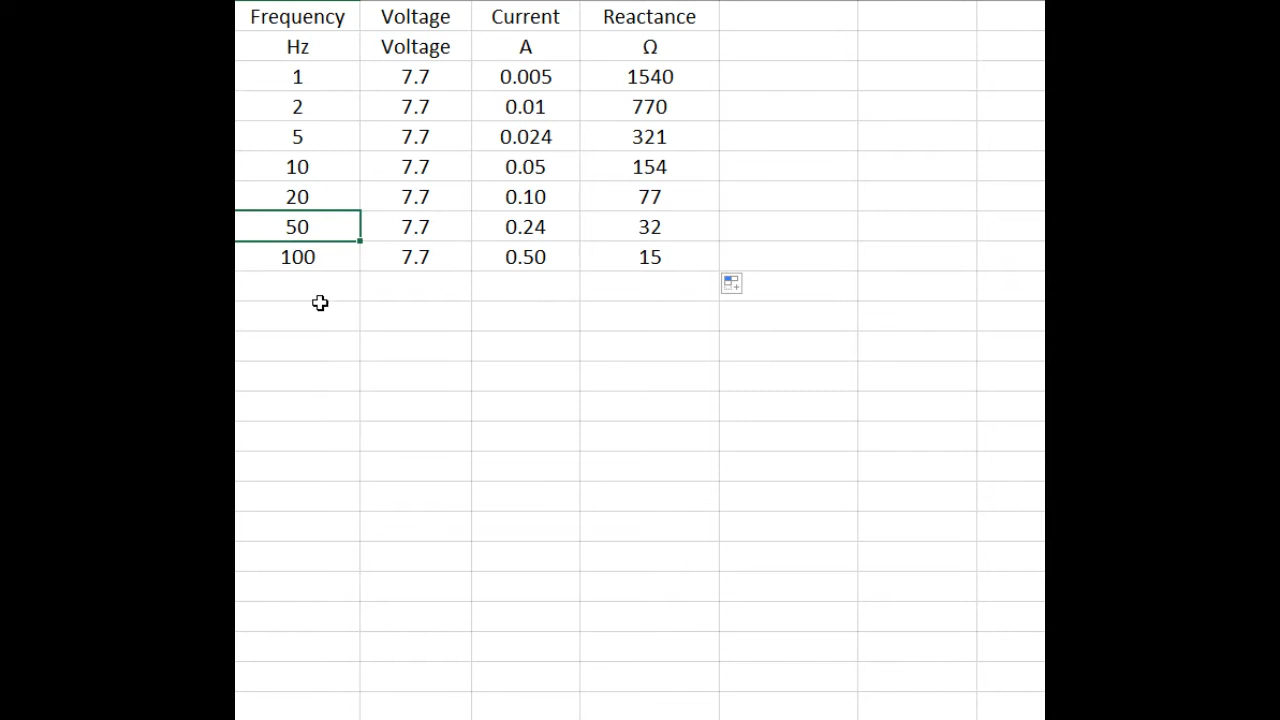 Frequency Voltage Current Reactance
Hz Voltage A Ω
1 7.7 0.005 1540
2 7.7 0.01 770
5 7.7 0.024 321
10 7.7 0.05 154
20 7.7 0.10 77
50 7.7 0.24 32
100 7.7 0.50 15